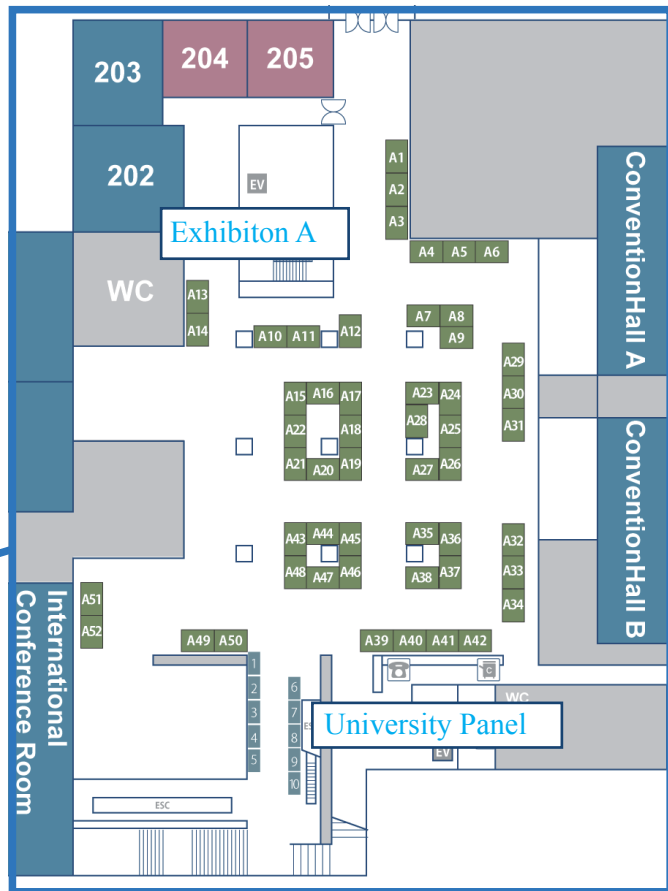 203
204
205
202
EV
A1
A2
A3
Exhibiton A
A4 A5 A6
ConventionHall A
WC
A13
A14
A10 A11 A12
A7 A8
A9
A29
A30
A31
A15 A16 A17
A22 A18
A21 A20 A19
A23 A24
A28 A25
A27 A26
ConventionHall B
A43 A44 A45
A48 A47 A46
A35 A36
A38 A37
A32
A33
A34
A51
A52
International
Conference Room
A49 A50
A39 A40 A41 A42
1
2
3
4
5
6
7
8
9
10
C
WC
University Panel
EV
ESC